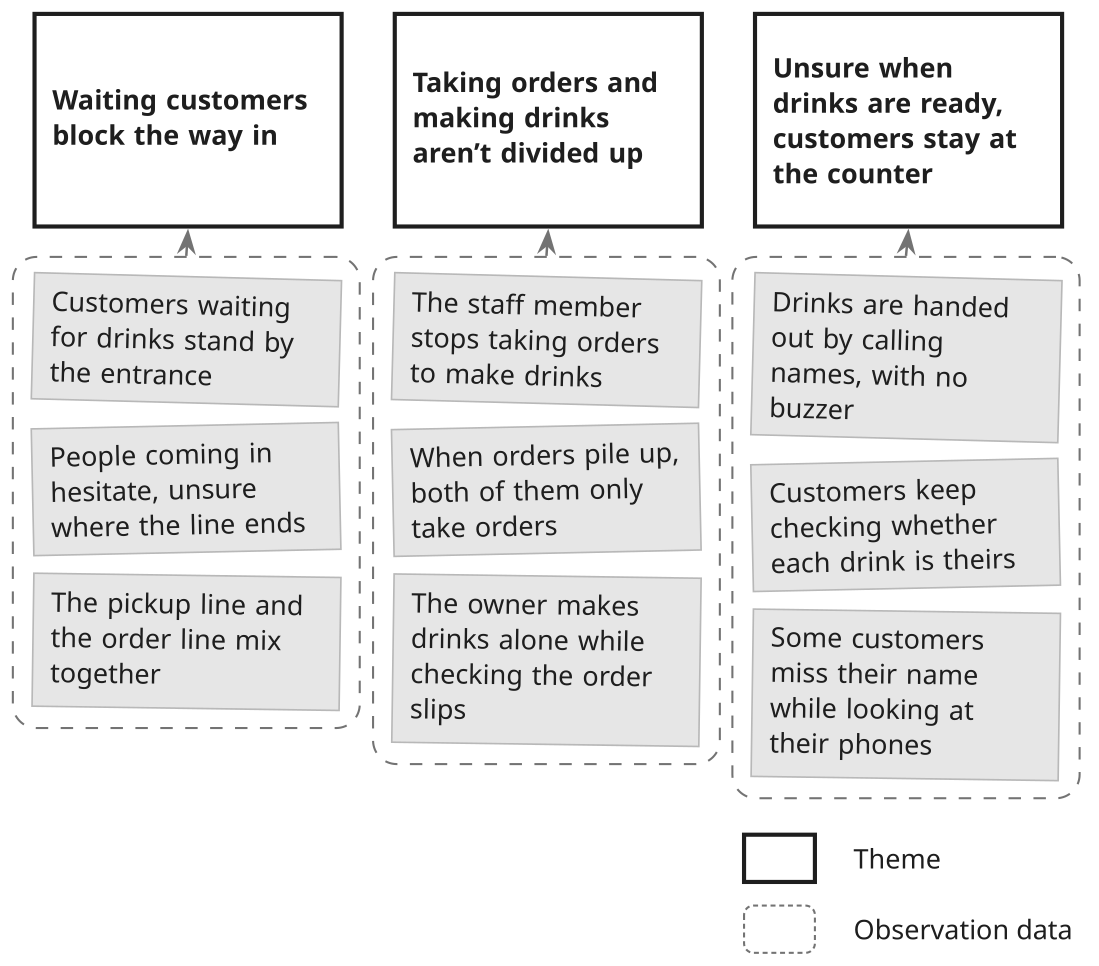 Waiting customers
block the way in
Customers waiting
for drinks stand by
the entrance
People coming in
hesitate, unsure
where the line ends
The pickup line and
the order line mix
together
Taking orders and
making drinks
aren’t divided up
The staff member
stops taking orders
to make drinks
When orders pile up,
both of them only
take orders
The owner makes
drinks alone while
checking the order
slips
Unsure when
drinks are ready,
customers stay at
the counter
Drinks are handed
out by calling
names, with no
buzzer
Customers keep
checking whether
each drink is theirs
Some customers
miss their name
while looking at
their phones
Theme
Observation data